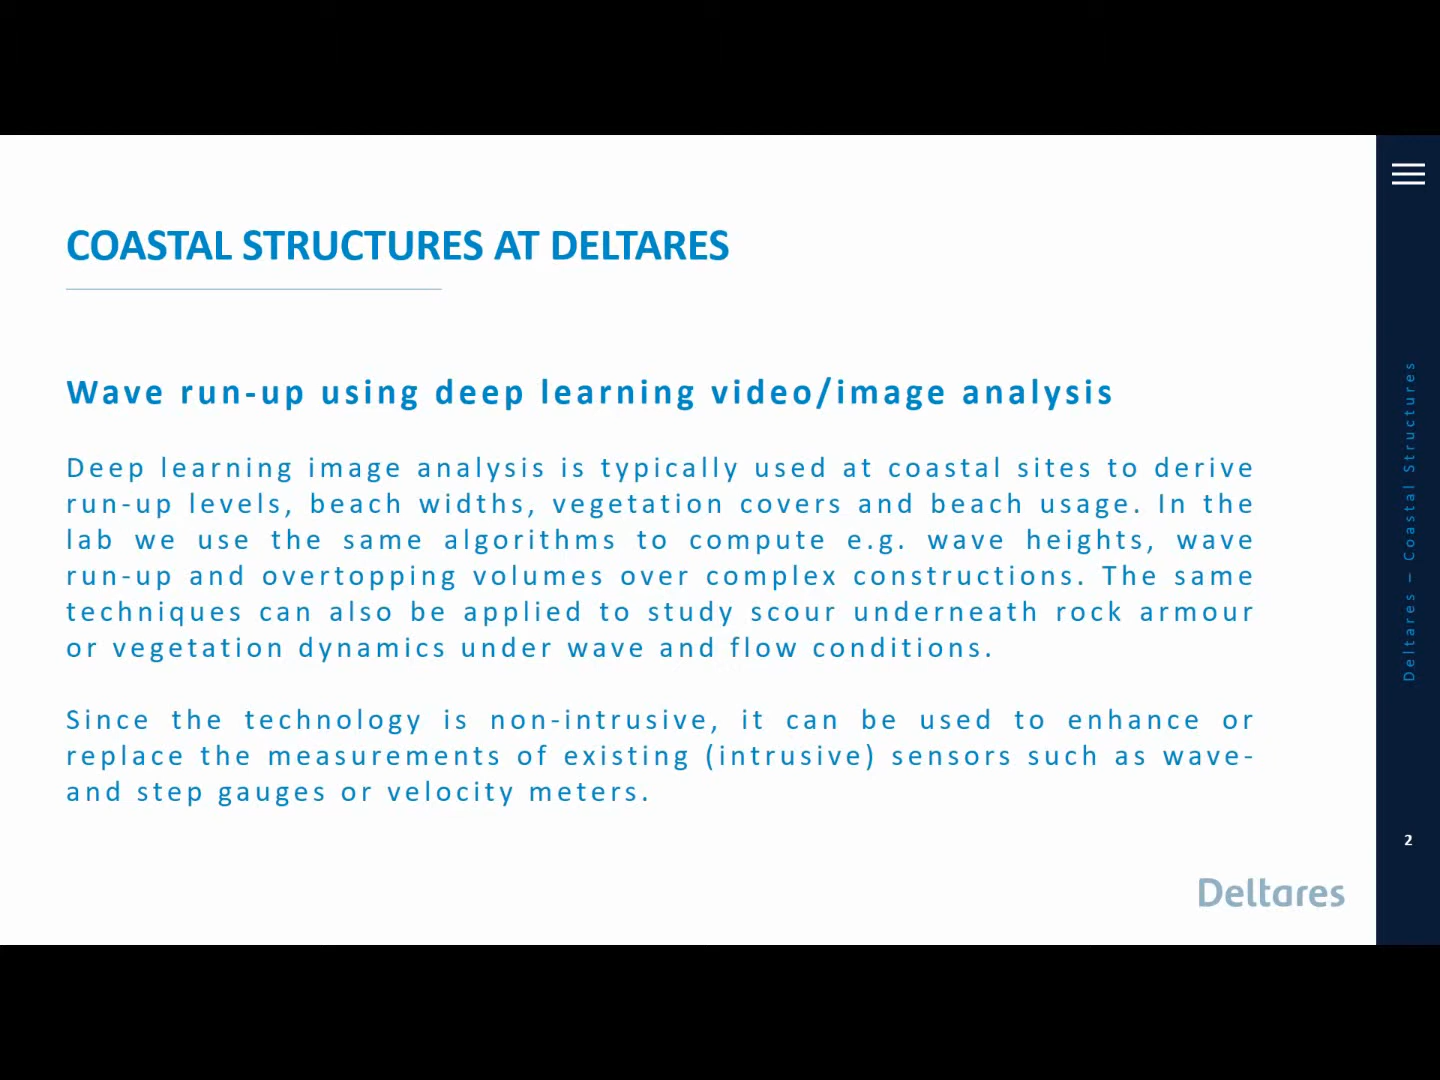 COASTAL STRUCTURES AT DELTARES
Wave run-up using deep learning video/image analysis
Deep learning image analysis is typically used at coastal sites to derive
run-up levels, beach widths, vegetation covers and beach usage. In the
lab we use the same algorithms to compute e.g. wave heights, wave
run-up and overtopping volumes over complex constructions. The same
techniques can also be applied to study scour underneath rock armour
or vegetation dynamics under wave and flow conditions.
Since the technology is non-intrusive, it can be used to enhance or
replace the measurements of existing (intrusive) sensors such as wave-
and step gauges or velocity meters.
Deltares – Coastal Structures
2
Deltares